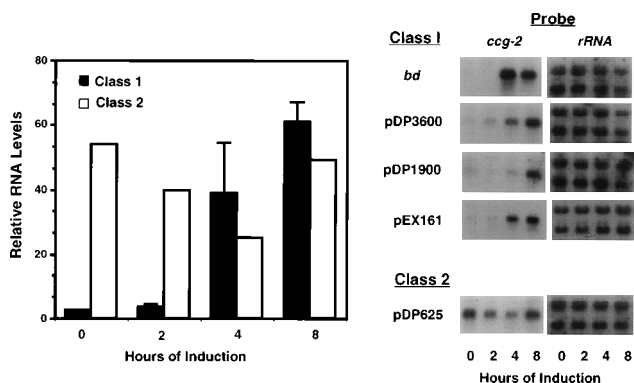 80
60
40
20
0
Relative RNA Levels
Class 1
Class 2
0 2 4 8
Hours of Induction
Probe
Class I
ccg-2 rRNA
bd
pDP3600
pDP1900
pEX161
Class 2
pDP625
0 2 4 8 0 2 4 8
Hours of Induction